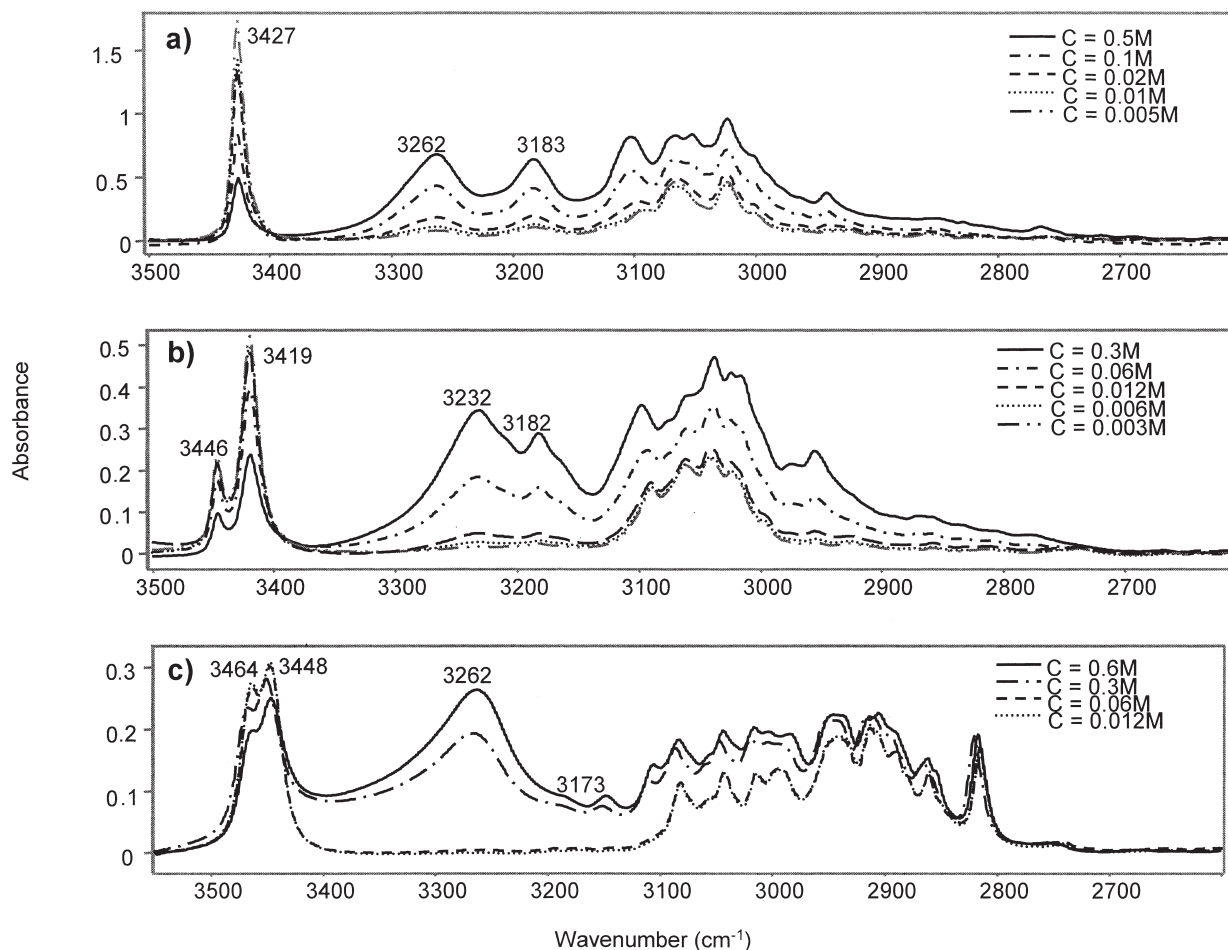 a)
3427
3262
3183
C = 0.5M
C = 0.1M
C = 0.02M
C = 0.01M
C = 0.005M
1.5
1
0.5
0
3500 3400 3300 3200 3100 3000 2900 2800 2700
b)
3446
3419
3232
3182
C = 0.3M
C = 0.06M
C = 0.012M
C = 0.006M
C = 0.003M
0.5
0.4
0.3
0.2
0.1
0
3500 3400 3300 3200 3100 3000 2900 2800 2700
Absorbance
c)
3464
3448
3262
3173
C = 0.6M
C = 0.3M
C = 0.06M
C = 0.012M
0.3
0.2
0.1
0
3500 3400 3300 3200 3100 3000 2900 2800 2700
Wavenumber (cm-1)